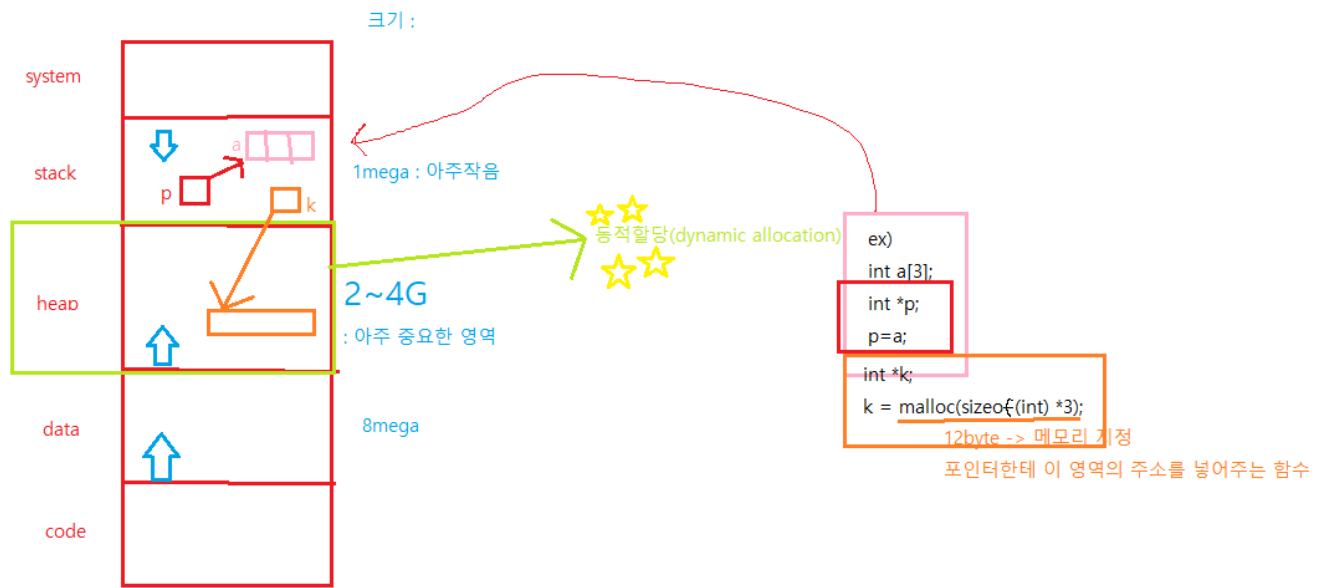 크기 :
system
stack
a
p
k
1mega : 아주작음
heap
2~4G
: 아주 중요한 영역
동적할당(dynamic allocation)
data
8mega
code
ex)
int a[3];
int *p;
p=a;
int *k;
k = malloc(sizeof(int) *3);
12byte -> 메모리 지정
포인터한테 이 영역의 주소를 넣어주는 함수